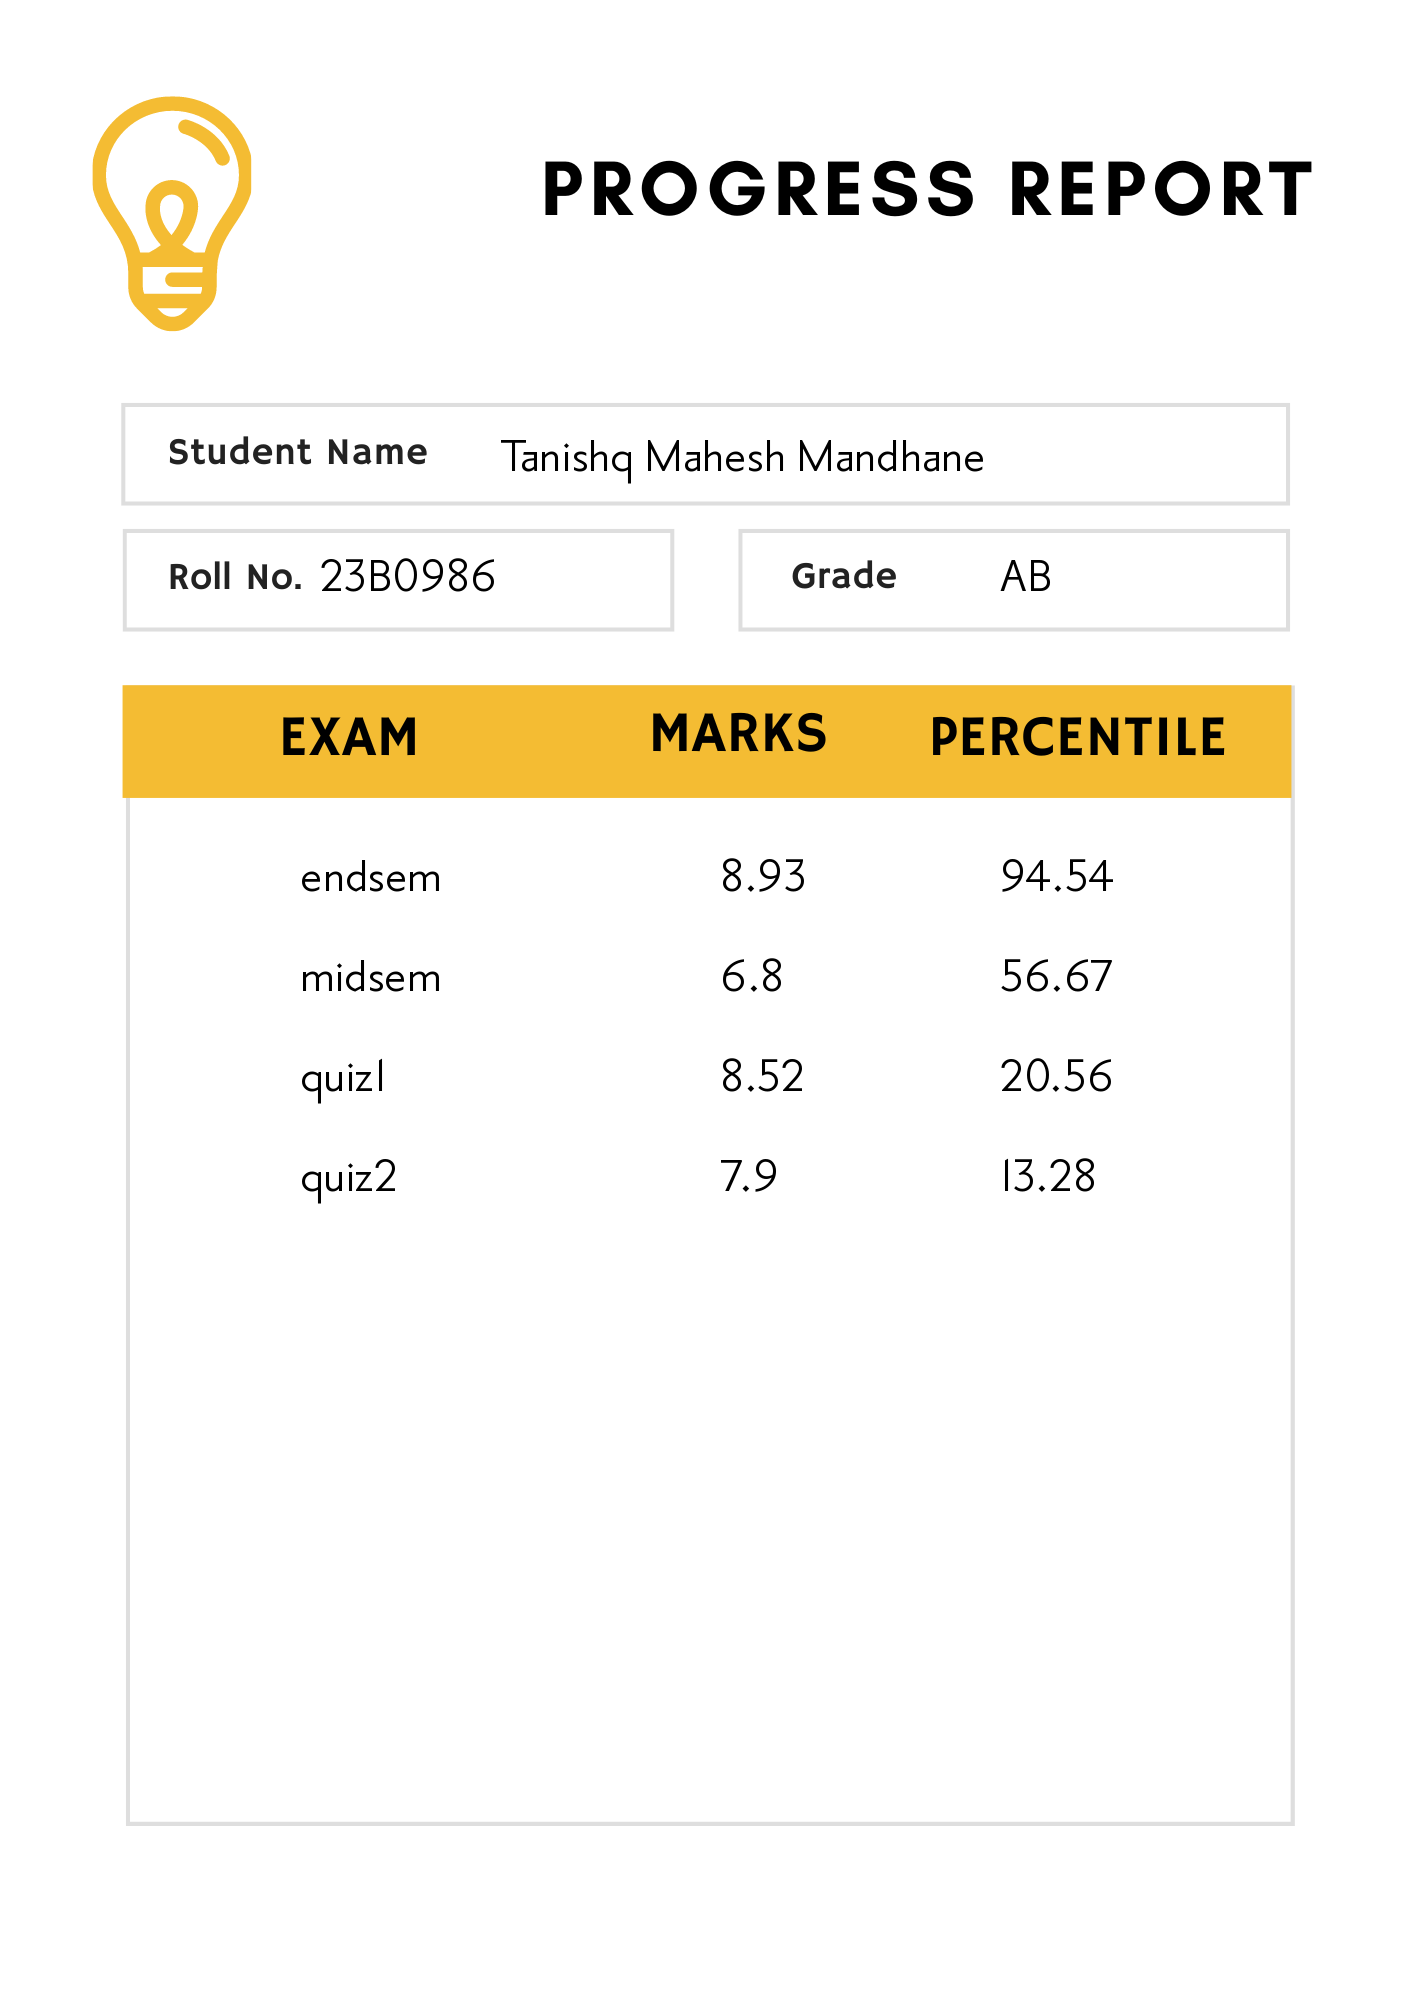 PROGRESS REPORT
Student Name Tanishq Mahesh Mandhane
Roll No. 23B0986 Grade AB
EXAM MARKS PERCENTILE
endsem 8.93 94.54
midsem 6.8 56.67
quiz1 8.52 20.56
quiz2 7.9 13.28